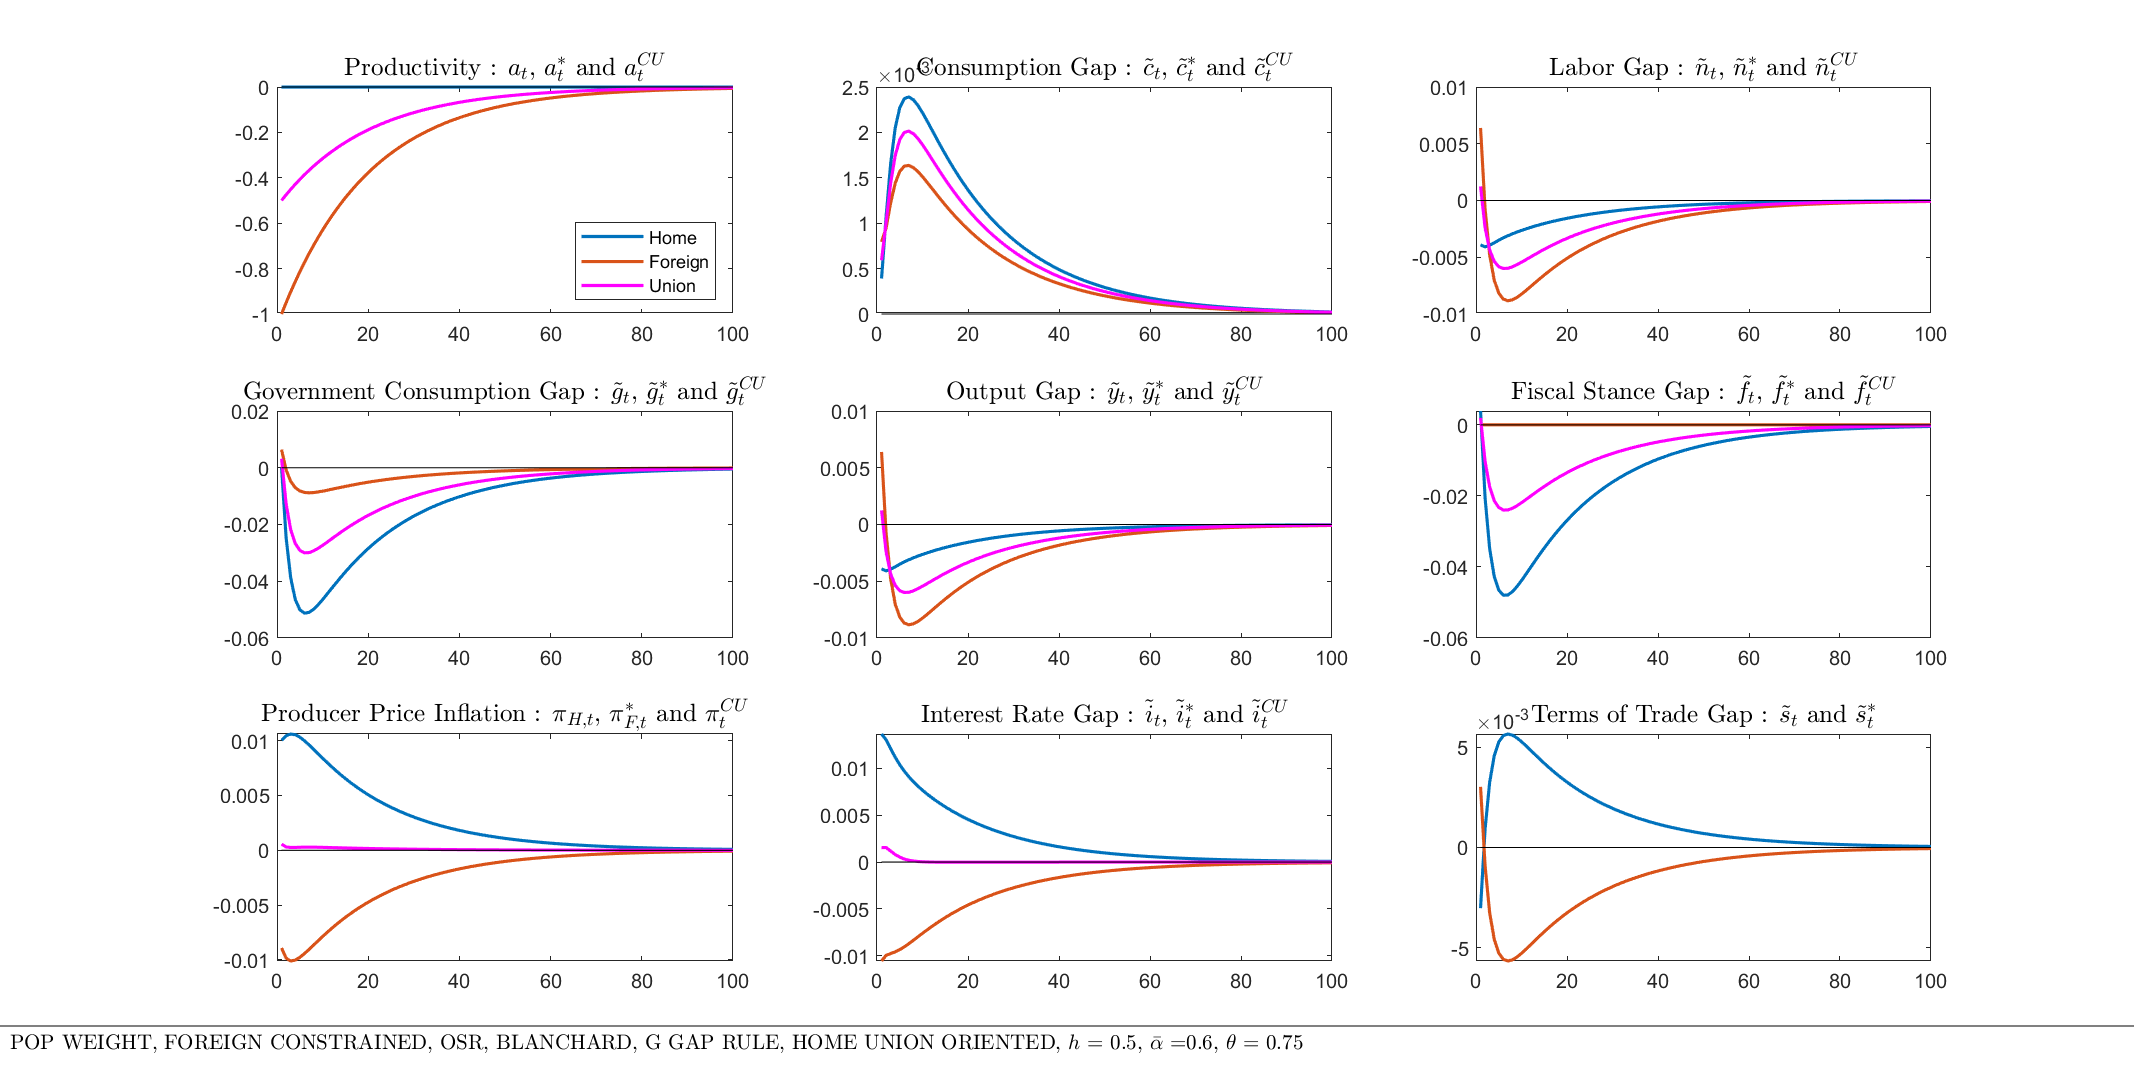 Productivity : a_t, a_t^* and a_t^{CU}
0
-0.2
-0.4
-0.6
-0.8
-1
0 20 40 60 80 100
Home
Foreign
Union
×10^{-3}
Consumption Gap : c̃_t, c̃_t^* and c̃_t^{CU}
2.5
2
1.5
1
0.5
0
0 20 40 60 80 100
Labor Gap : ñ_t, ñ_t^* and ñ_t^{CU}
0.01
0.005
0
-0.005
-0.01
0 20 40 60 80 100
Government Consumption Gap : g̃_t, g̃_t^* and g̃_t^{CU}
0.02
0
-0.02
-0.04
-0.06
0 20 40 60 80 100
Output Gap : ỹ_t, ỹ_t^* and ỹ_t^{CU}
0.01
0.005
0
-0.005
-0.01
0 20 40 60 80 100
Fiscal Stance Gap : f̃_t, f̃_t^* and f̃_t^{CU}
0
-0.02
-0.04
-0.06
0 20 40 60 80 100
Producer Price Inflation : π_{H,t}, π_{F,t}^* and π_t^{CU}
0.01
0.005
0
-0.005
-0.01
0 20 40 60 80 100
Interest Rate Gap : ĩ_t, ĩ_t^* and ĩ_t^{CU}
0.01
0.005
0
-0.005
-0.01
0 20 40 60 80 100
×10^{-3}
Terms of Trade Gap : s̃_t and s̃_t^*
5
0
-5
0 20 40 60 80 100
POP WEIGHT, FOREIGN CONSTRAINED, OSR, BLANCHARD, G GAP RULE, HOME UNION ORIENTED, h = 0.5, ᾱ =0.6, θ = 0.75